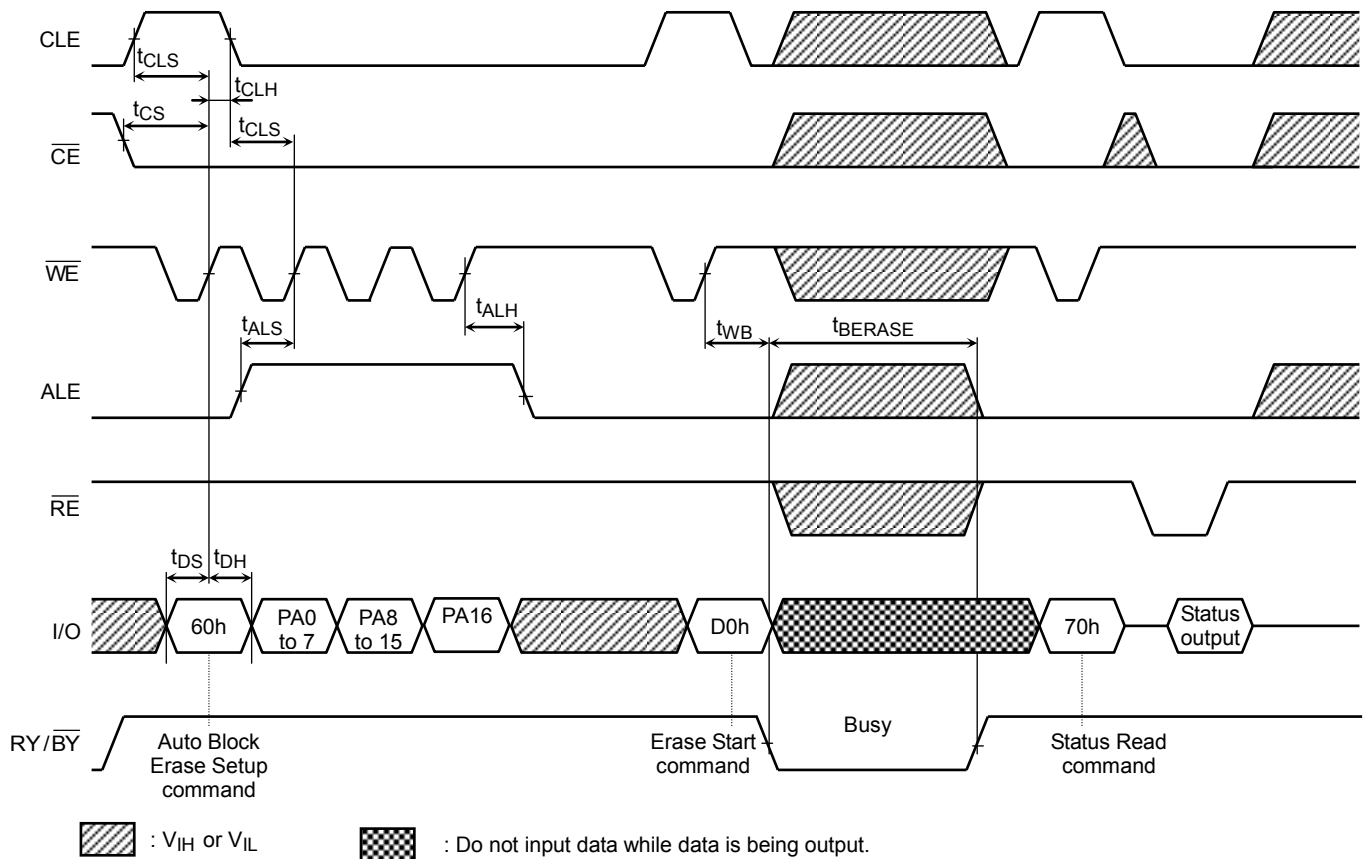 CLE
tCLS
tCLH
tCS
tCLS
CE
WE
tALS
tALH
tWB
tBERASE
ALE
RE
tDS
tDH
I/O
60h
PA0
to 7
PA8
to 15
PA16
D0h
70h
Status
output
RY/BY
Busy
Auto Block
Erase Setup
command
Erase Start
command
Status Read
command
: VIH or VIL
: Do not input data while data is being output.